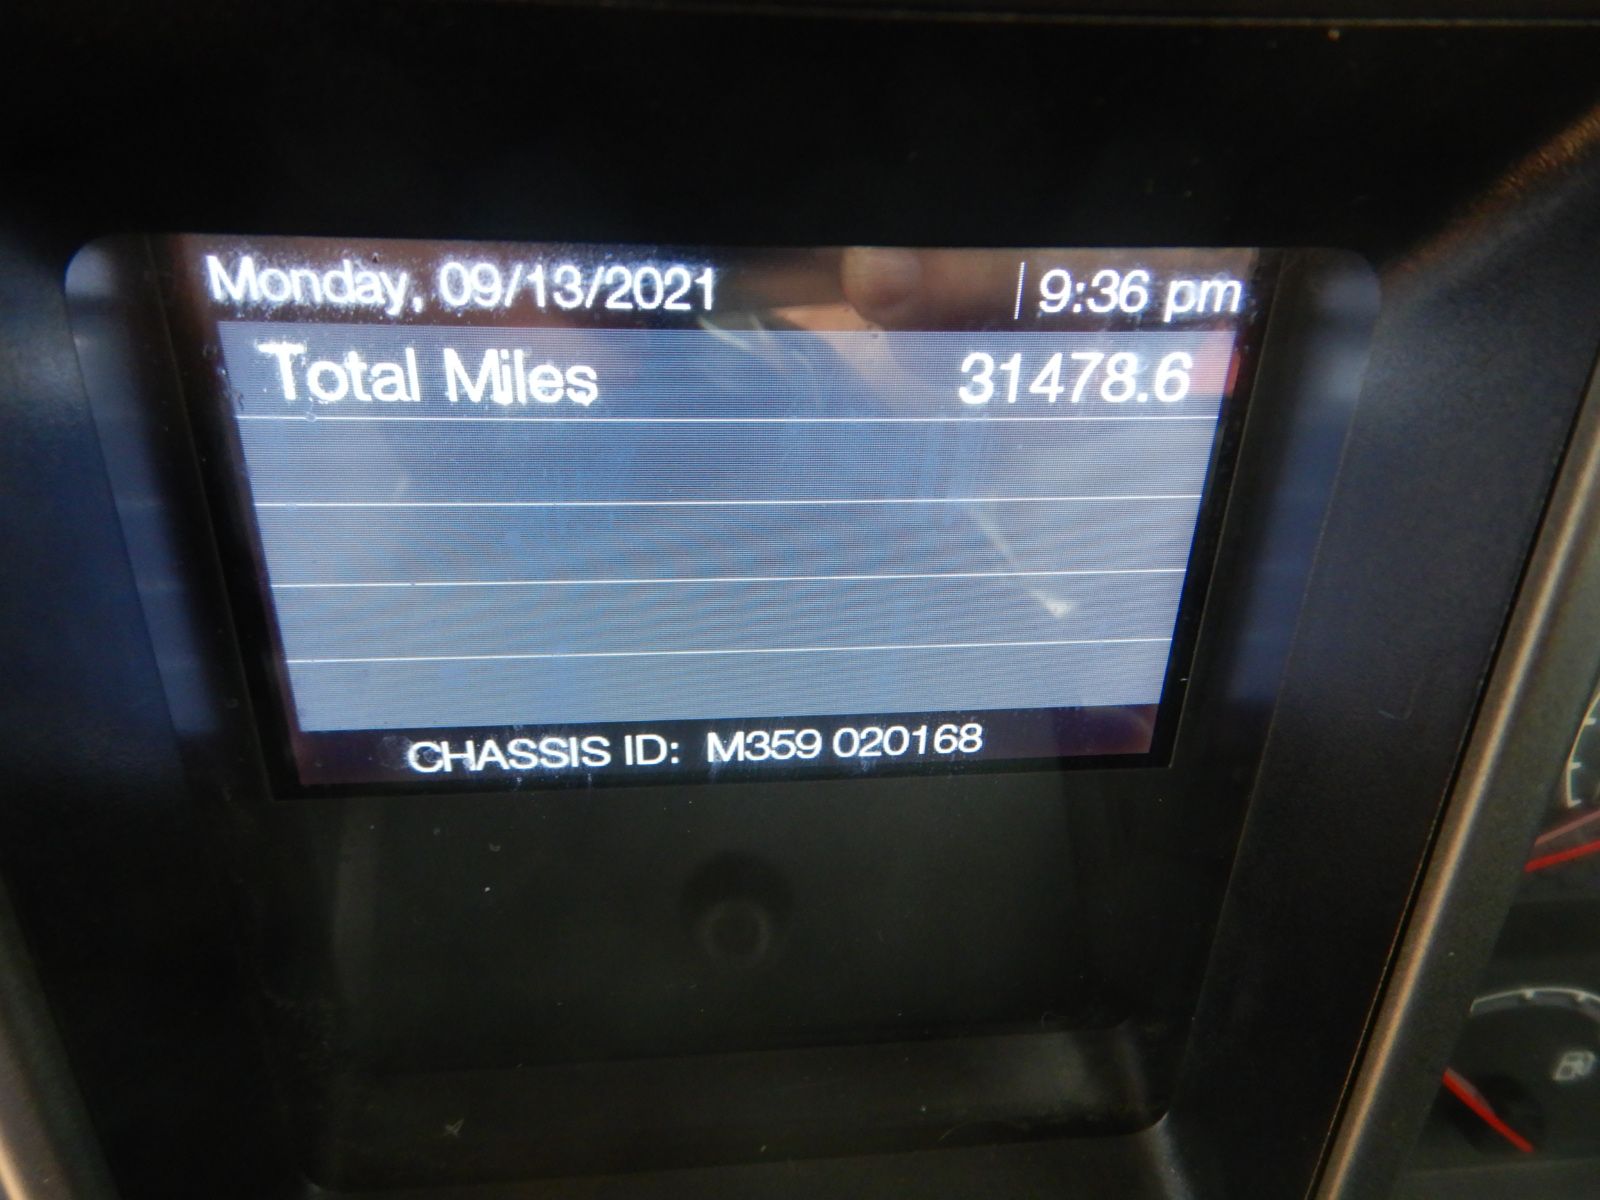 Monday, 09/13/2021 9:36 pm
Total Miles 31478.6
CHASSIS ID: M359 020168